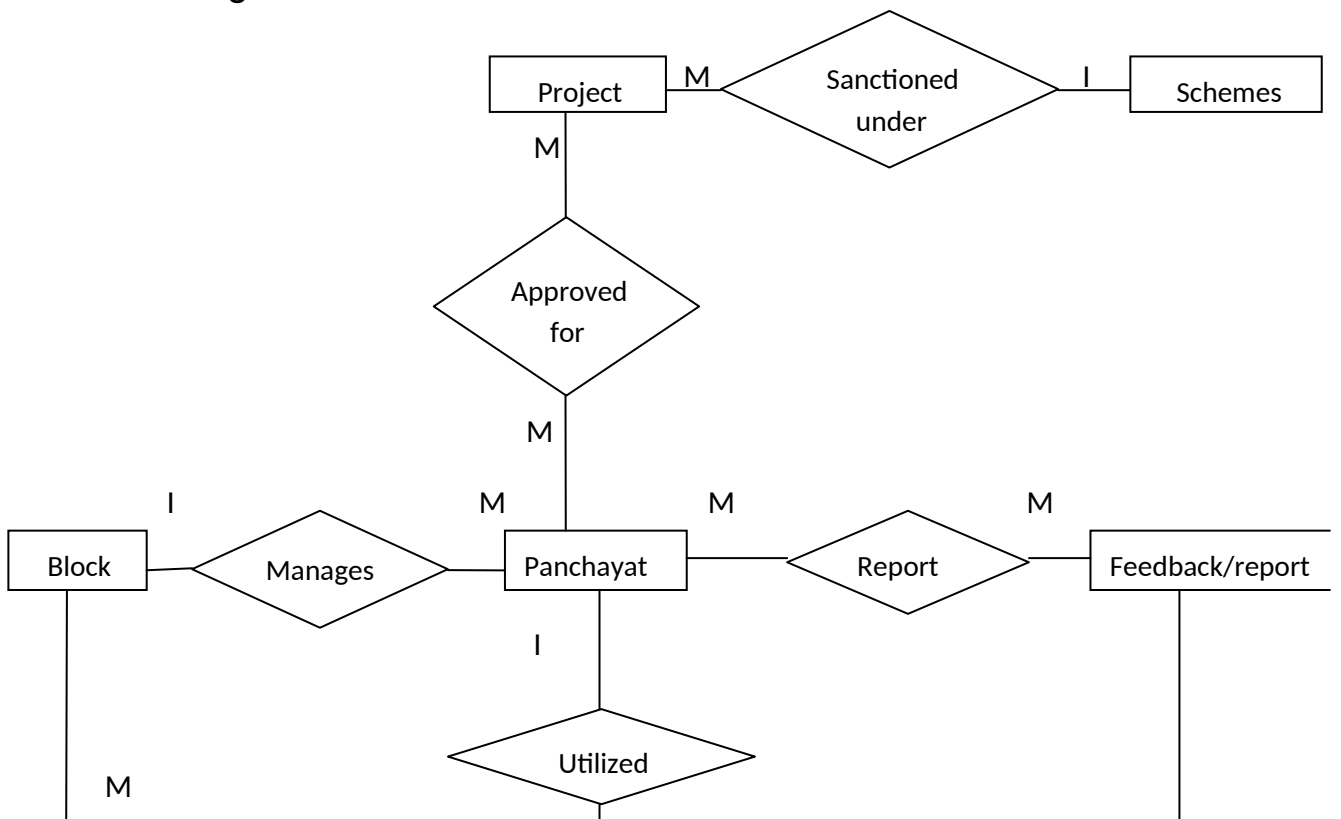 M
I
Project
Sanctioned
under
Schemes
M
Approved
for
M
I
M
M
M
Block
Manages
Panchayat
Report
Feedback/report
I
Utilized
M